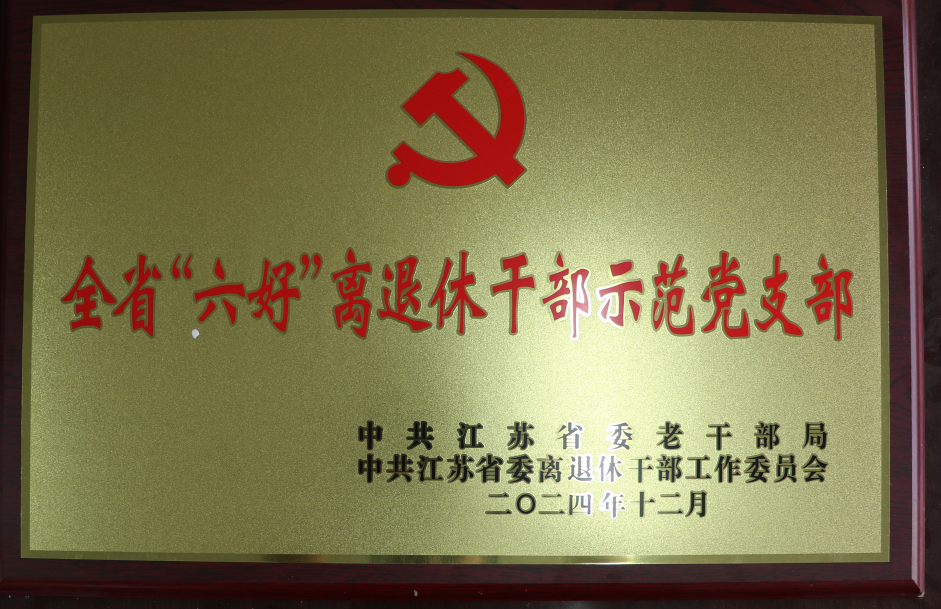 全省“六好”离退休干部示范党支部
中共江苏省委老干部局
中共江苏省委离退休干部工作委员会
二〇二四年十二月